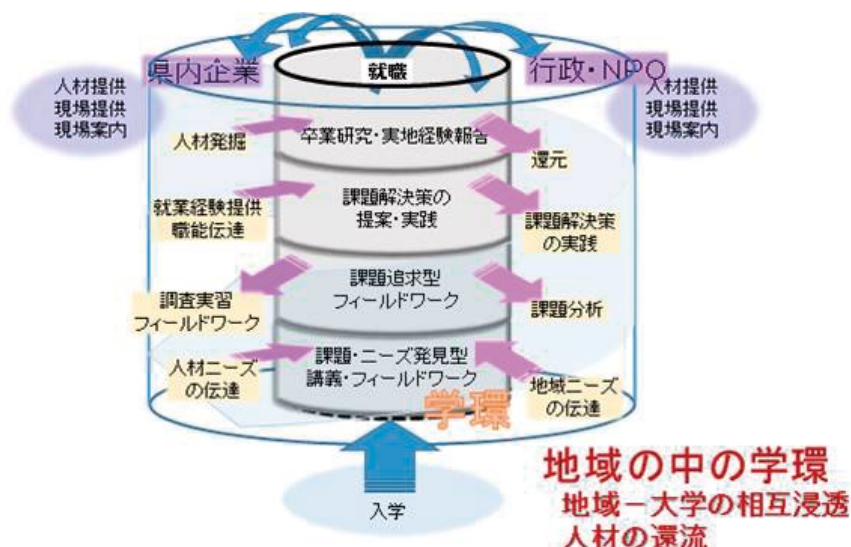 県内企業
就職
行政・NPO
人材提供
現場提供
現場案内
人材提供
現場提供
現場案内
人材発掘
卒業研究・実地経験報告
還元
就業経験提供
職能伝達
課題解決策の
提案・実践
課題解決策
の実践
調査実習
フィールドワーク
課題追求型
フィールドワーク
課題分析
人材ニーズ
の伝達
課題・ニーズ発見型
講義・フィールドワーク
地域ニーズ
の伝達
学環
入学
地域の中の学環
地域－大学の相互浸透
人材の還流